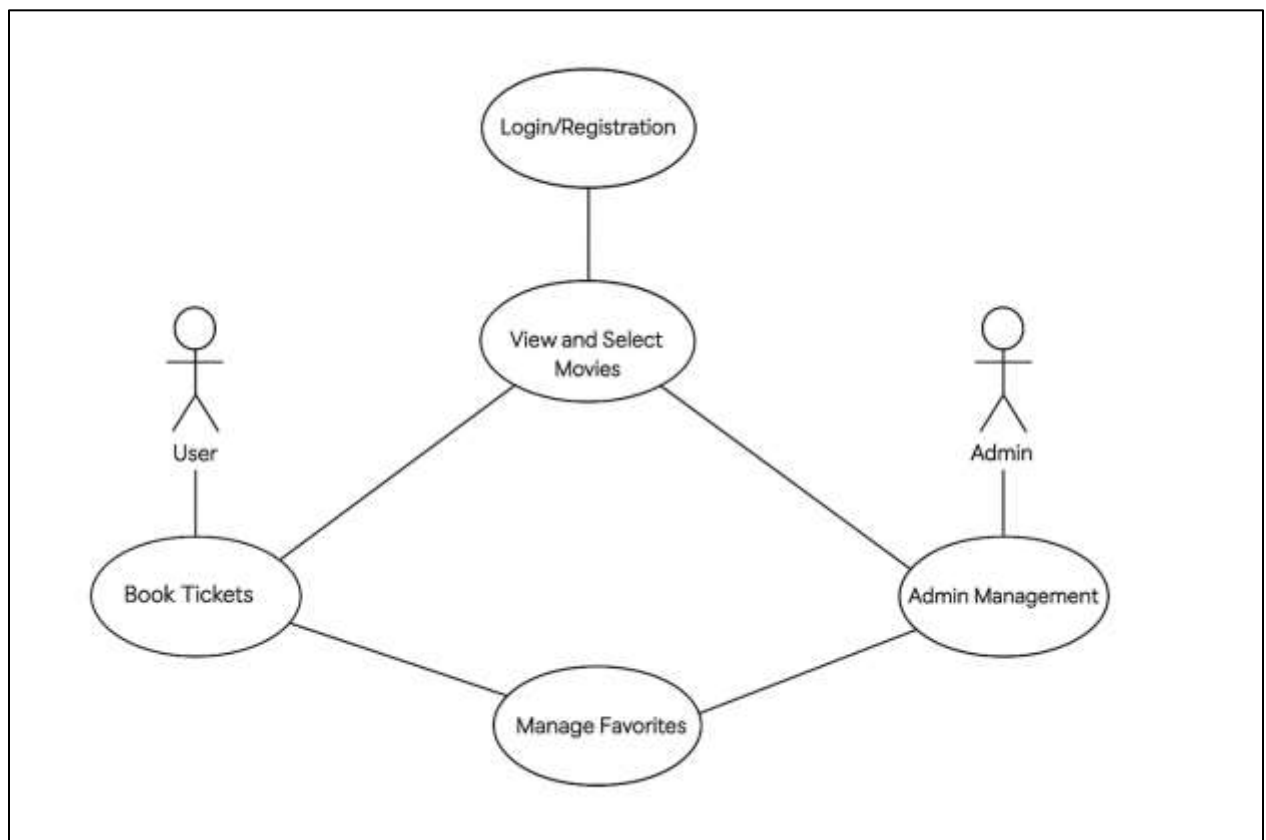 Login/Registration
View and Select
Movies
User
Admin
Book Tickets
Admin Management
Manage Favorites